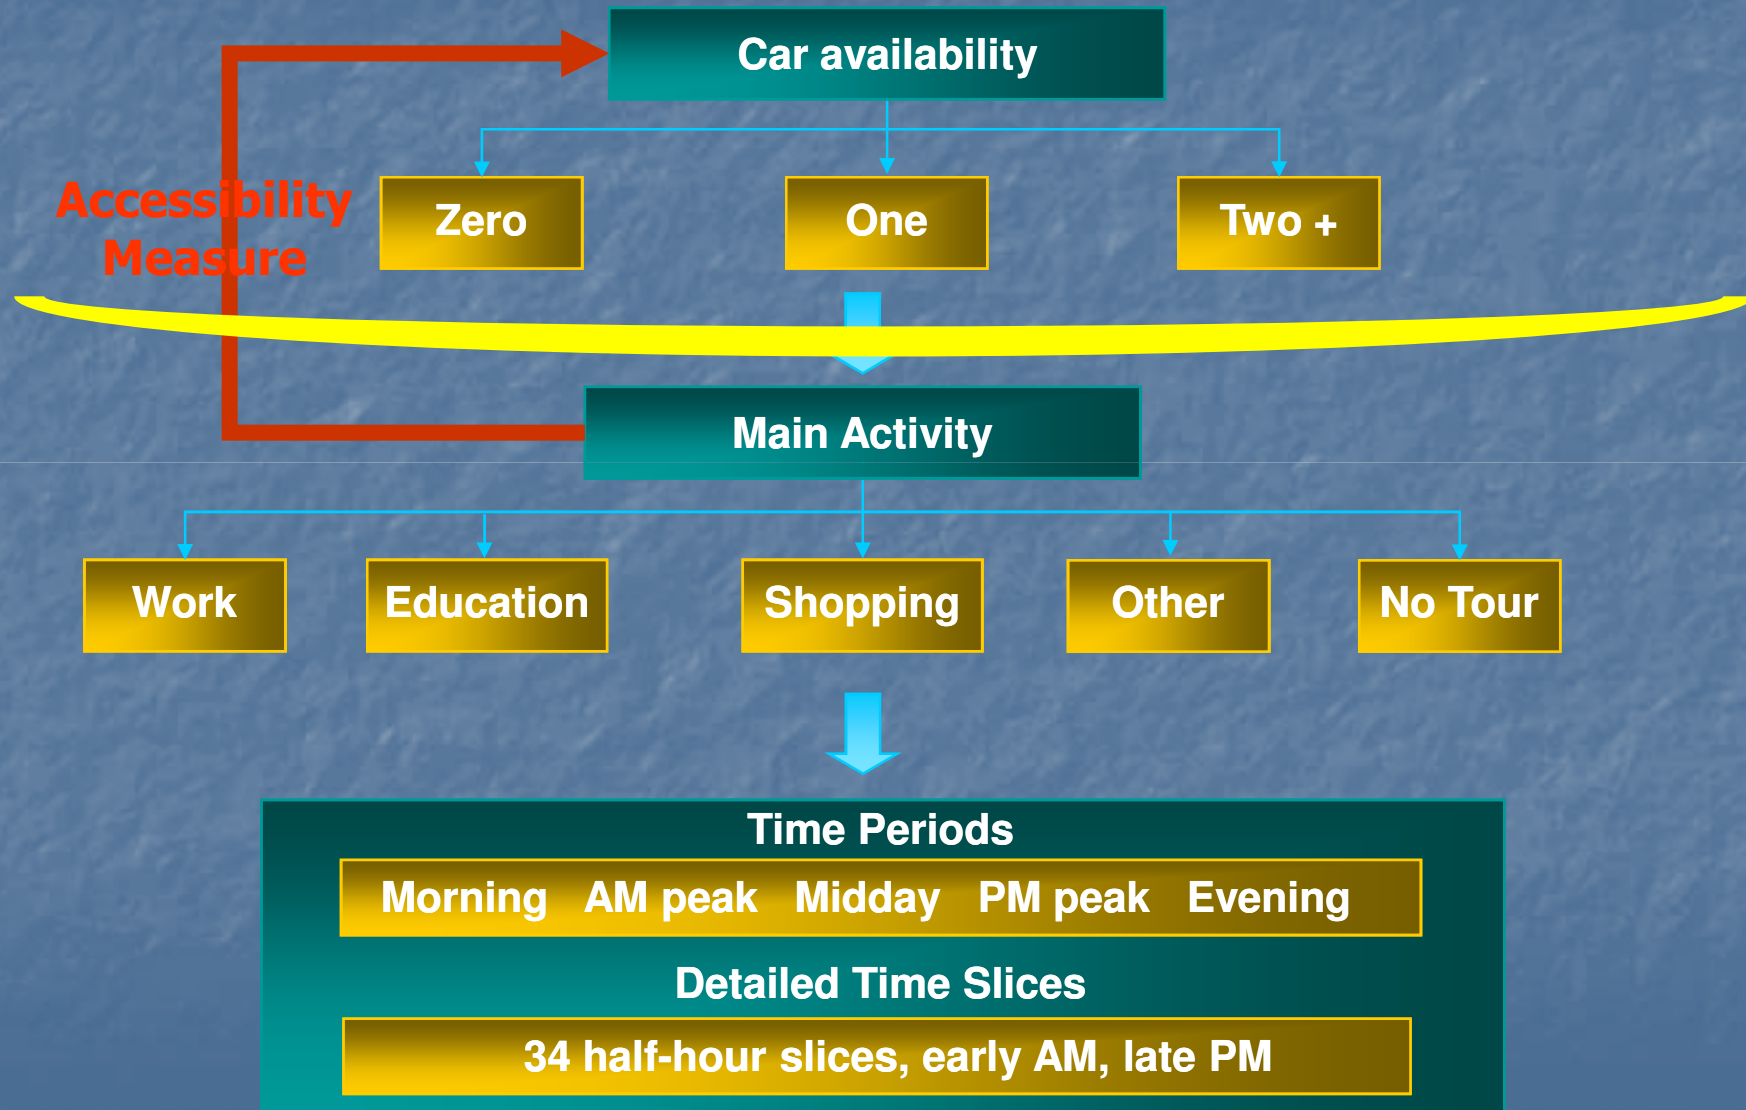 Car availability
Accessibility
Measure
Zero
One
Two +
Main Activity
Work
Education
Shopping
Other
No Tour
Time Periods
Morning AM peak Midday PM peak Evening
Detailed Time Slices
34 half-hour slices, early AM, late PM